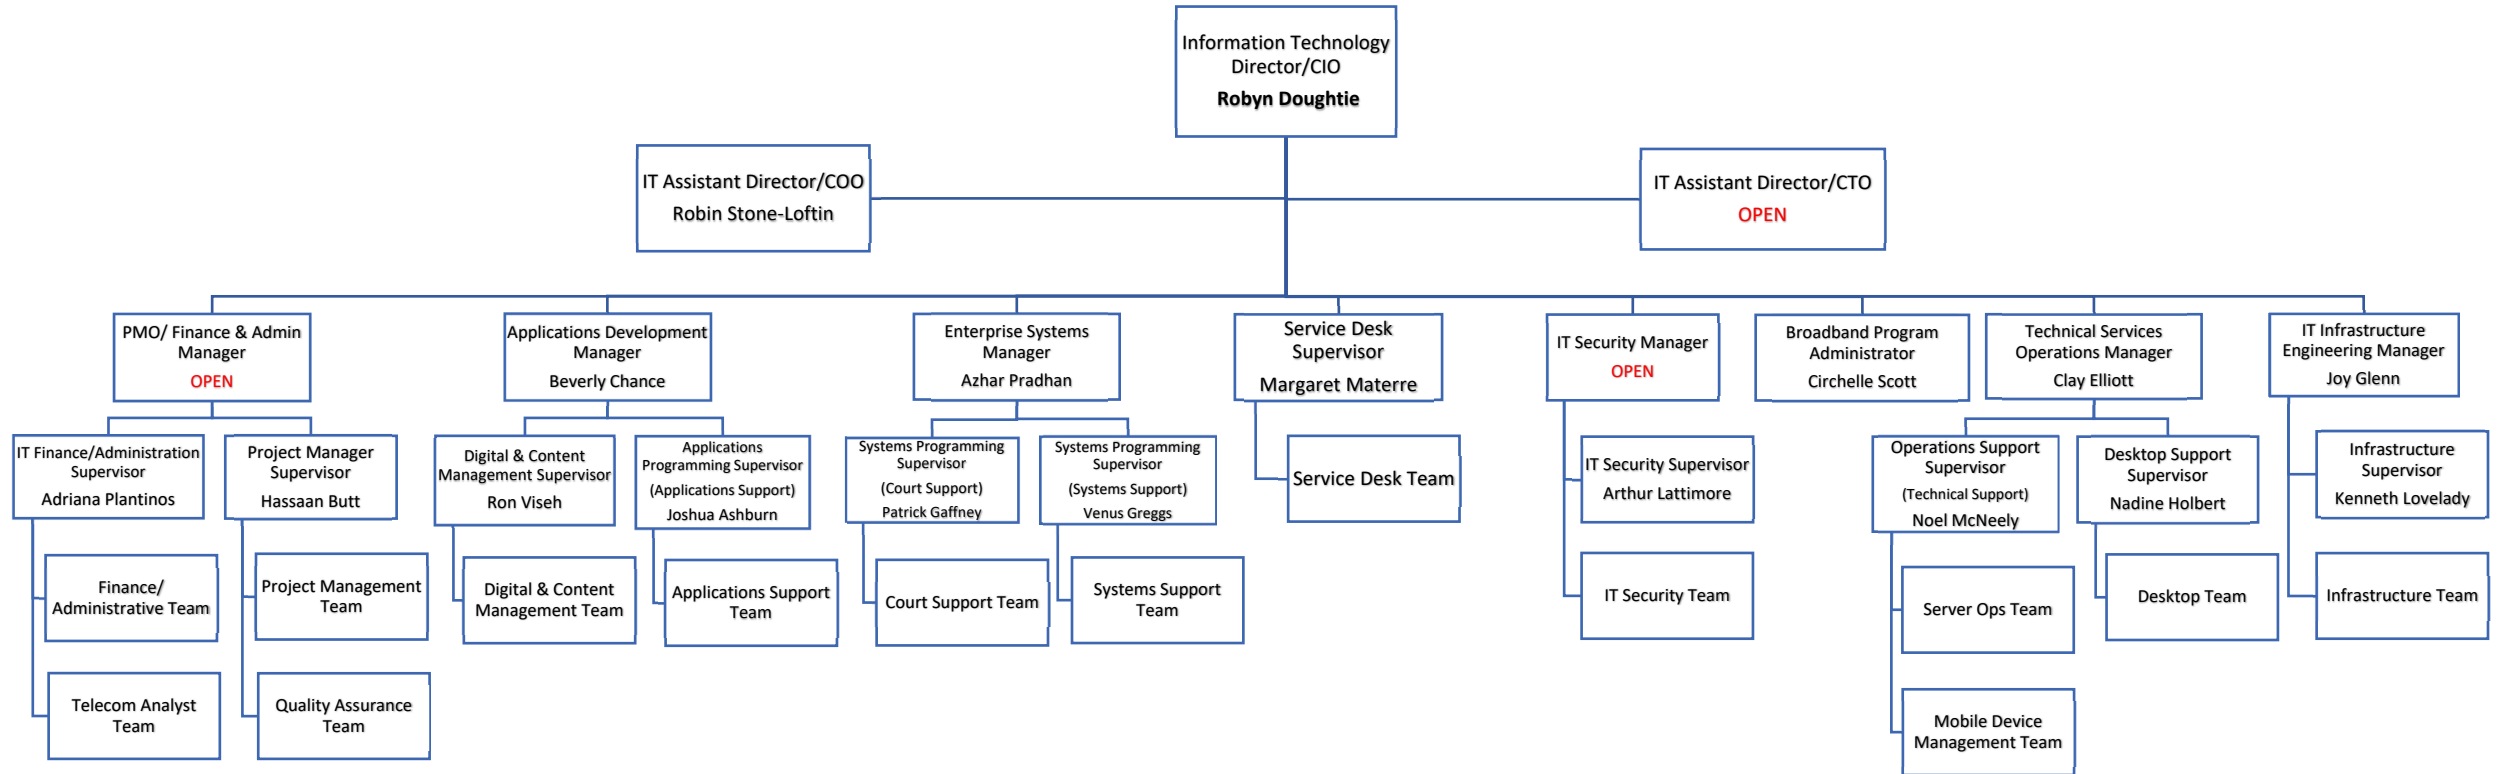 Information Technology
Director/CIO
Robyn Doughtie
IT Assistant Director/COO
Robin Stone-Loftin
IT Assistant Director/CTO
OPEN
PMO/ Finance & Admin
Manager
OPEN
Applications Development
Manager
Beverly Chance
Enterprise Systems
Manager
Azhar Pradhan
Service Desk
Supervisor
Margaret Materre
IT Security Manager
OPEN
Broadband Program
Administrator
Circhelle Scott
Technical Services
Operations Manager
Clay Elliott
IT Infrastructure
Engineering Manager
Joy Glenn
IT Finance/Administration
Supervisor
Adriana Plantinos
Project Manager
Supervisor
Hassaan Butt
Digital & Content
Management Supervisor
Ron Viseh
Applications
Programming Supervisor
(Applications Support)
Joshua Ashburn
Systems Programming
Supervisor
(Court Support)
Patrick Gaffney
Systems Programming
Supervisor
(Systems Support)
Venus Greggs
Service Desk Team
IT Security Supervisor
Arthur Lattimore
Operations Support
Supervisor
(Technical Support)
Noel McNeely
Desktop Support
Supervisor
Nadine Holbert
Infrastructure
Supervisor
Kenneth Lovelady
Finance/
Administrative Team
Project Management
Team
Digital & Content
Management Team
Applications Support
Team
Court Support Team
Systems Support
Team
IT Security Team
Server Ops Team
Desktop Team
Infrastructure Team
Telecom Analyst
Team
Quality Assurance
Team
Mobile Device
Management Team